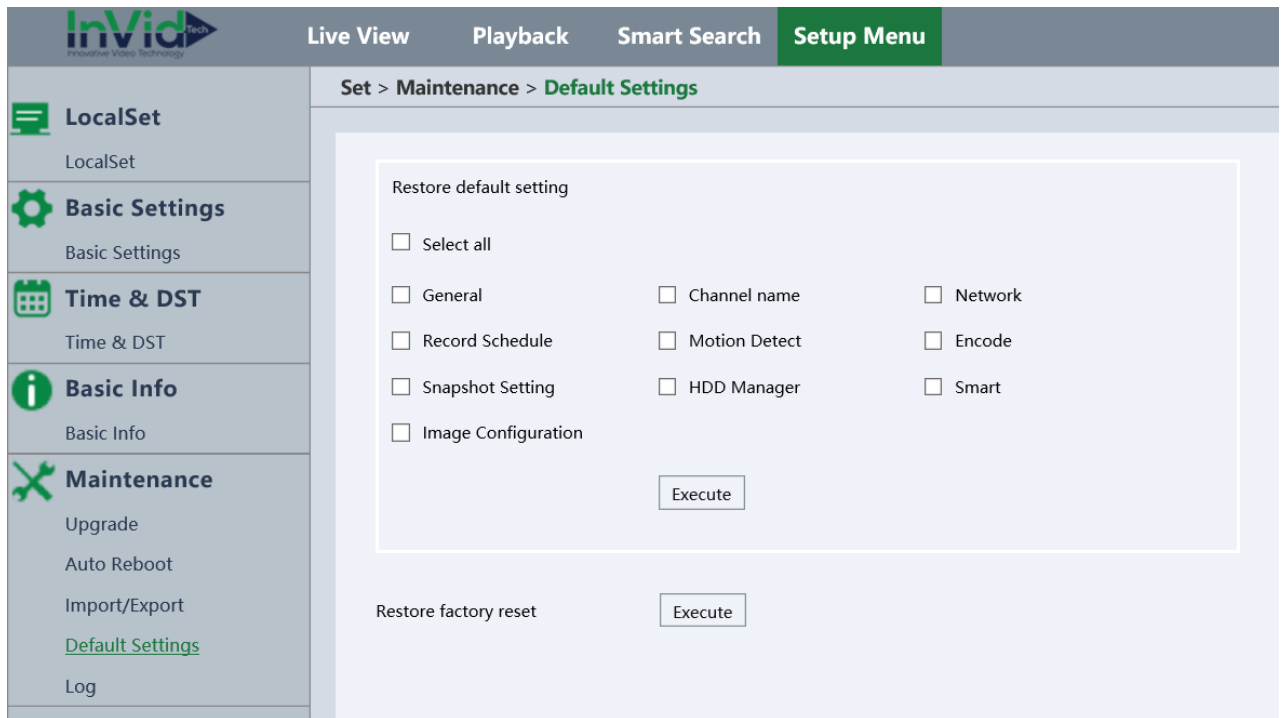 InVid Tech
Innovative Video Technology
Live View Playback Smart Search Setup Menu
Set > Maintenance > Default Settings
LocalSet
LocalSet
Basic Settings
Basic Settings
Time & DST
Time & DST
Basic Info
Basic Info
Maintenance
Upgrade
Auto Reboot
Import/Export
Default Settings
Log
Restore default setting
Select all
General Channel name Network
Record Schedule Motion Detect Encode
Snapshot Setting HDD Manager Smart
Image Configuration
Execute
Restore factory reset Execute